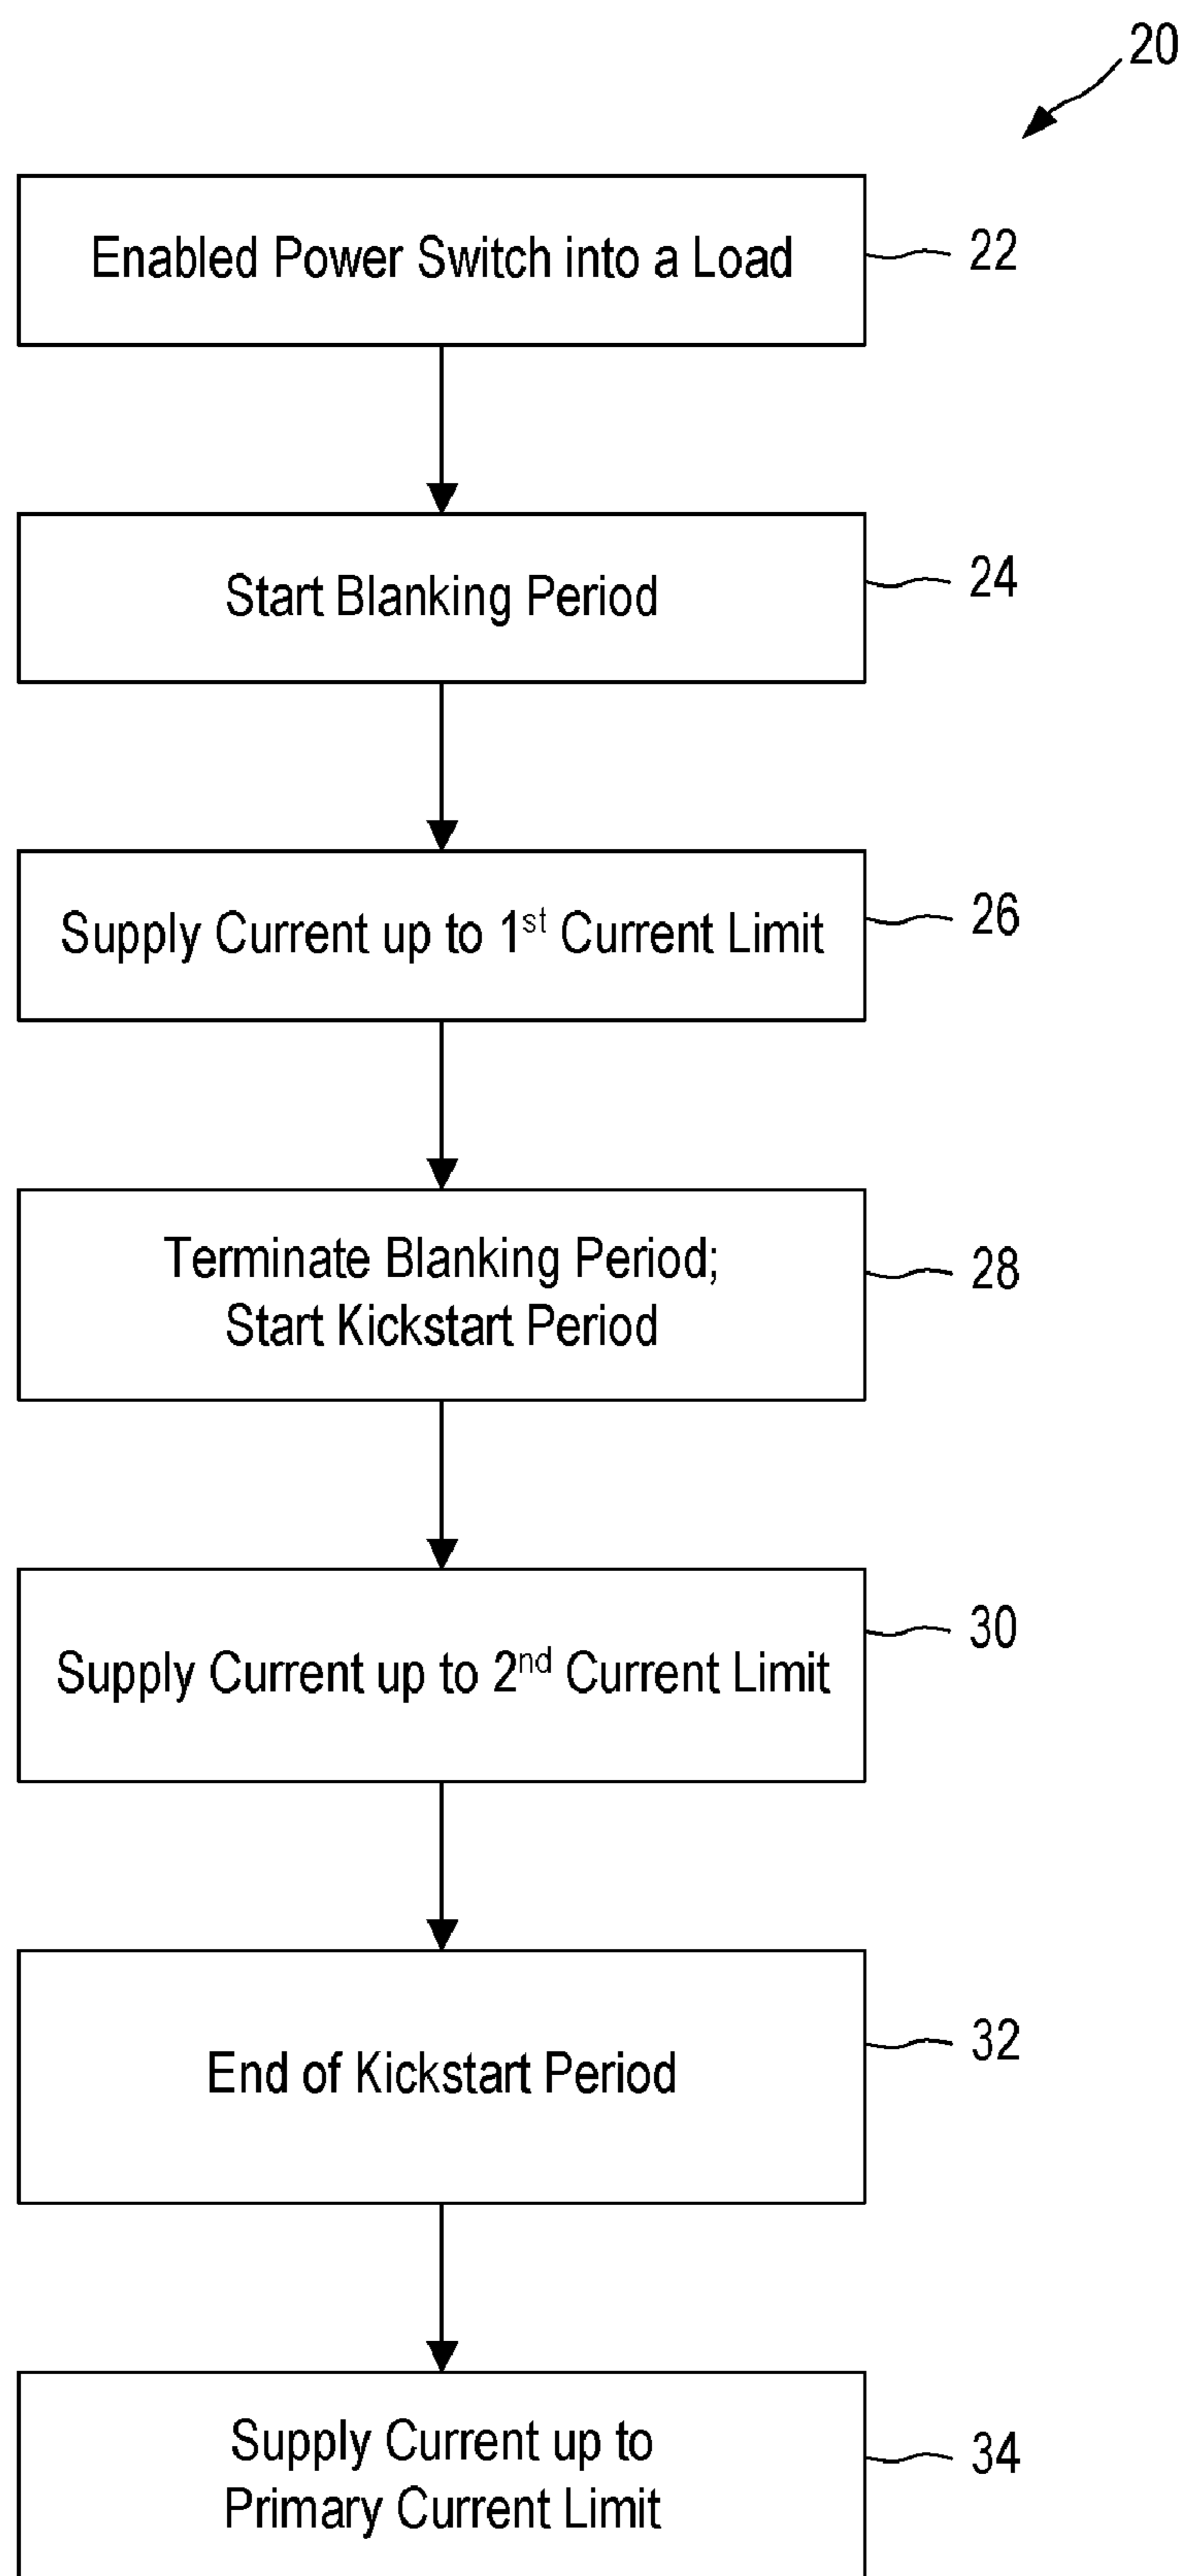 20
Enabled Power Switch into a Load
22
Start Blanking Period
24
Supply Current up to 1st Current Limit
26
Terminate Blanking Period;
Start Kickstart Period
28
Supply Current up to 2nd Current Limit
30
End of Kickstart Period
32
Supply Current up to
Primary Current Limit
34